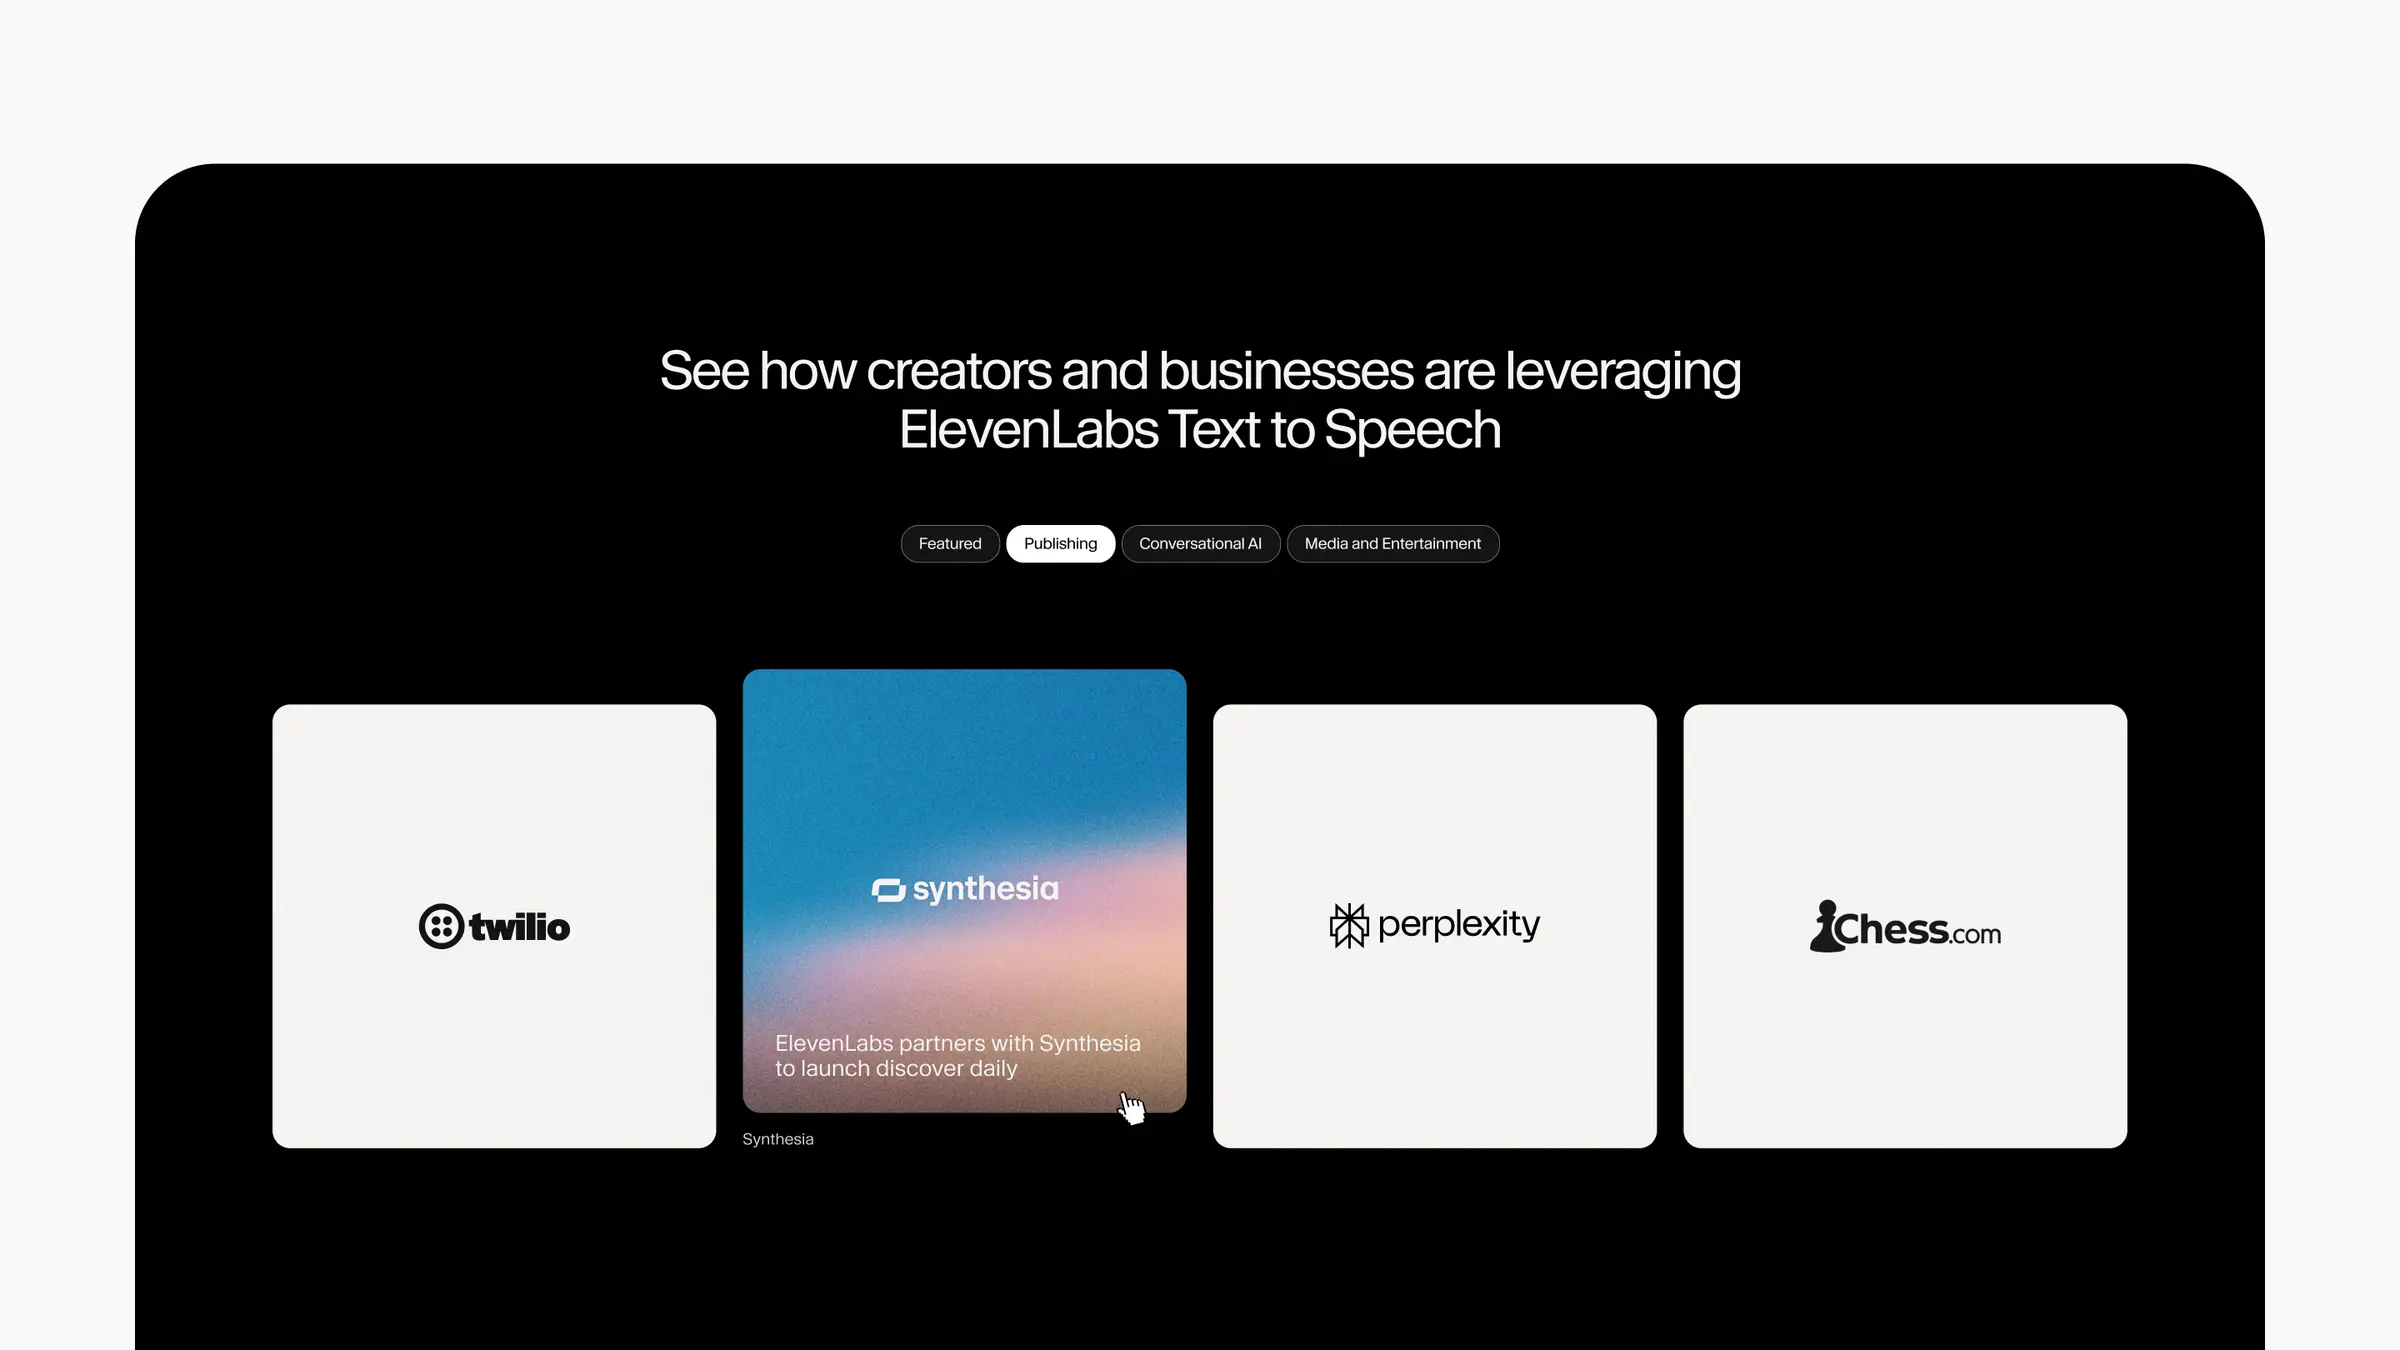 See how creators and businesses are leveraging
ElevenLabs Text to Speech
Featured
Publishing
Conversational AI
Media and Entertainment
twilio
synthesia
ElevenLabs partners with Synthesia
to launch discover daily
Synthesia
perplexity
Chess.com